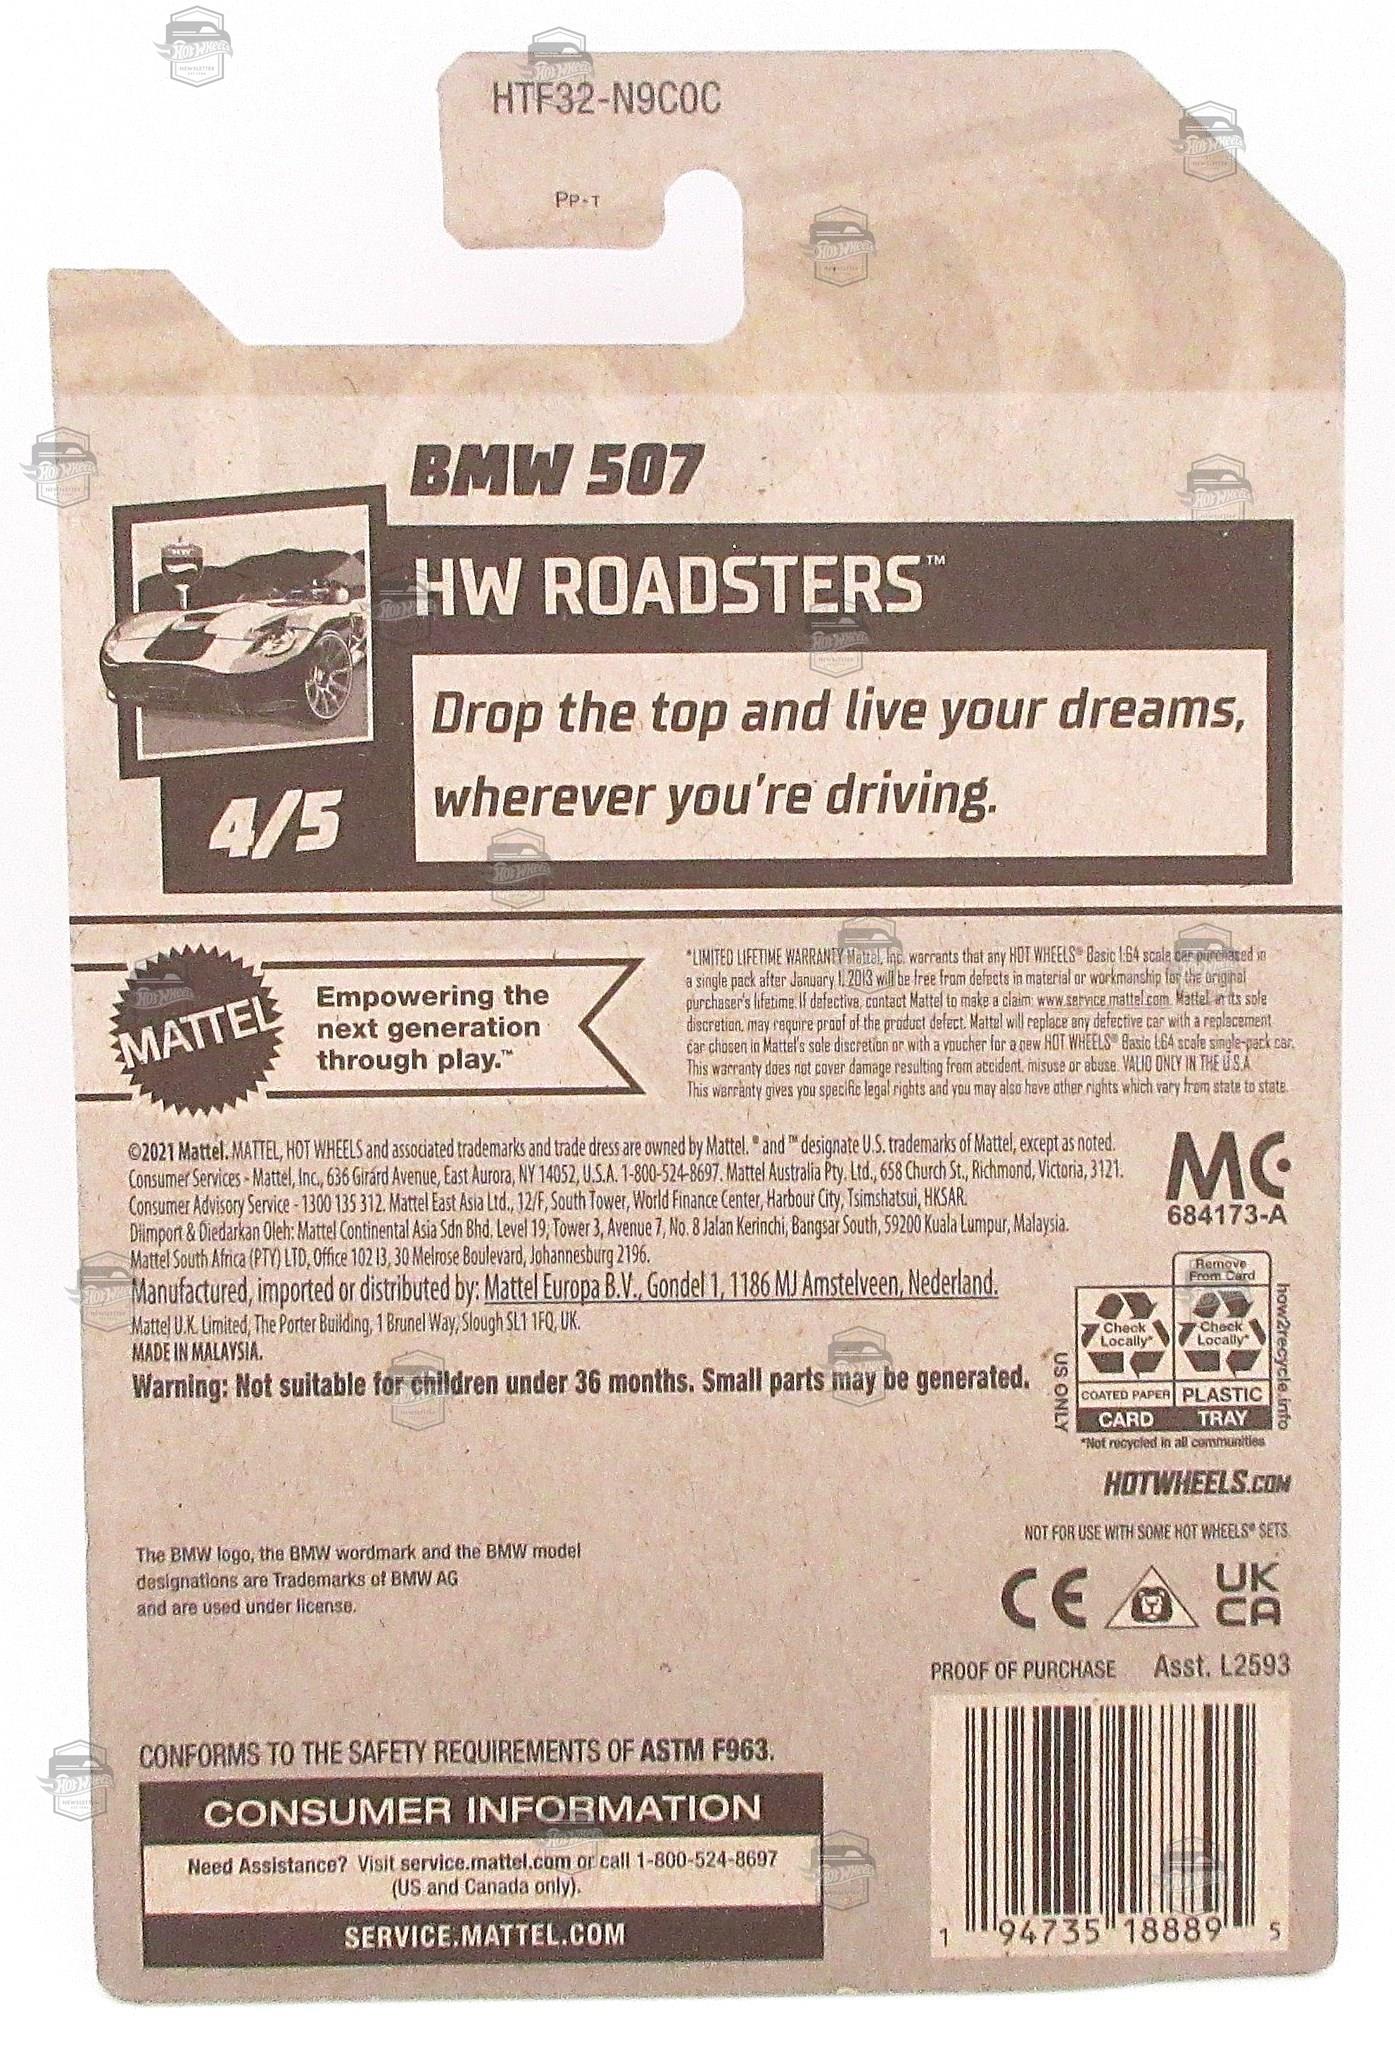 HTF32-N9C0C
PP-T
BMW 507
HW ROADSTERS™
Drop the top and live your dreams,
wherever you're driving.
4/5
MATTEL
Empowering the
next generation
through play.™
*LIMITED LIFETIME WARRANTY Mattel, Inc. warrants that any HOT WHEELS® Basic 1:64 scale car purchased in
a single pack after January 1, 2013 will be free from defects in material or workmanship for the original
purchaser's lifetime. If defective, contact Mattel to make a claim: www.service.mattel.com. Mattel, at its sole
discretion, may require proof of the product defect. Mattel will replace any defective car with a replacement
car chosen in Mattel's sole discretion or with a voucher for a new HOT WHEELS® Basic 1:64 scale single-pack car.
This warranty does not cover damage resulting from accident, misuse or abuse. VALID ONLY IN THE U.S.A.
This warranty gives you specific legal rights and you may also have other rights which vary from state to state.
©2021 Mattel. MATTEL, HOT WHEELS and associated trademarks and trade dress are owned by Mattel. ® and ™ designate U.S. trademarks of Mattel, except as noted.
Consumer Services - Mattel, Inc., 636 Girard Avenue, East Aurora, NY 14052, U.S.A. 1-800-524-8697. Mattel Australia Pty. Ltd., 658 Church St., Richmond, Victoria, 3121.
Consumer Advisory Service - 1300 135 312. Mattel East Asia Ltd., 12/F, South Tower, World Finance Center, Harbour City, Tsimshatsui, HKSAR.
Diimport & Diedarkan Oleh: Mattel Continental Asia Sdn Bhd. Level 19, Tower 3, Avenue 7, No. 8 Jalan Kerinchi, Bangsar South, 59200 Kuala Lumpur, Malaysia.
Mattel South Africa (PTY) LTD, Office 102 I3, 30 Melrose Boulevard, Johannesburg 2196.
Manufactured, imported or distributed by: Mattel Europa B.V., Gondel 1, 1186 MJ Amstelveen, Nederland.
Mattel U.K. Limited, The Porter Building, 1 Brunel Way, Slough SL1 1FQ, UK.
MADE IN MALAYSIA.
Warning: Not suitable for children under 36 months. Small parts may be generated.
MC
684173-A
Remove
From Card
Check
Locally*
Check
Locally*
COATED PAPER
PLASTIC
CARD
TRAY
US ONLY
how2recycle.info
*Not recycled in all communities
HOTWHEELS.COM
NOT FOR USE WITH SOME HOT WHEELS® SETS.
The BMW logo, the BMW wordmark and the BMW model
designations are Trademarks of BMW AG
and are used under license.
CE
UK
CA
PROOF OF PURCHASE Asst. L2593
CONFORMS TO THE SAFETY REQUIREMENTS OF ASTM F963.
CONSUMER INFORMATION
Need Assistance? Visit service.mattel.com or call 1-800-524-8697
(US and Canada only).
SERVICE.MATTEL.COM
1 94735 18889 5